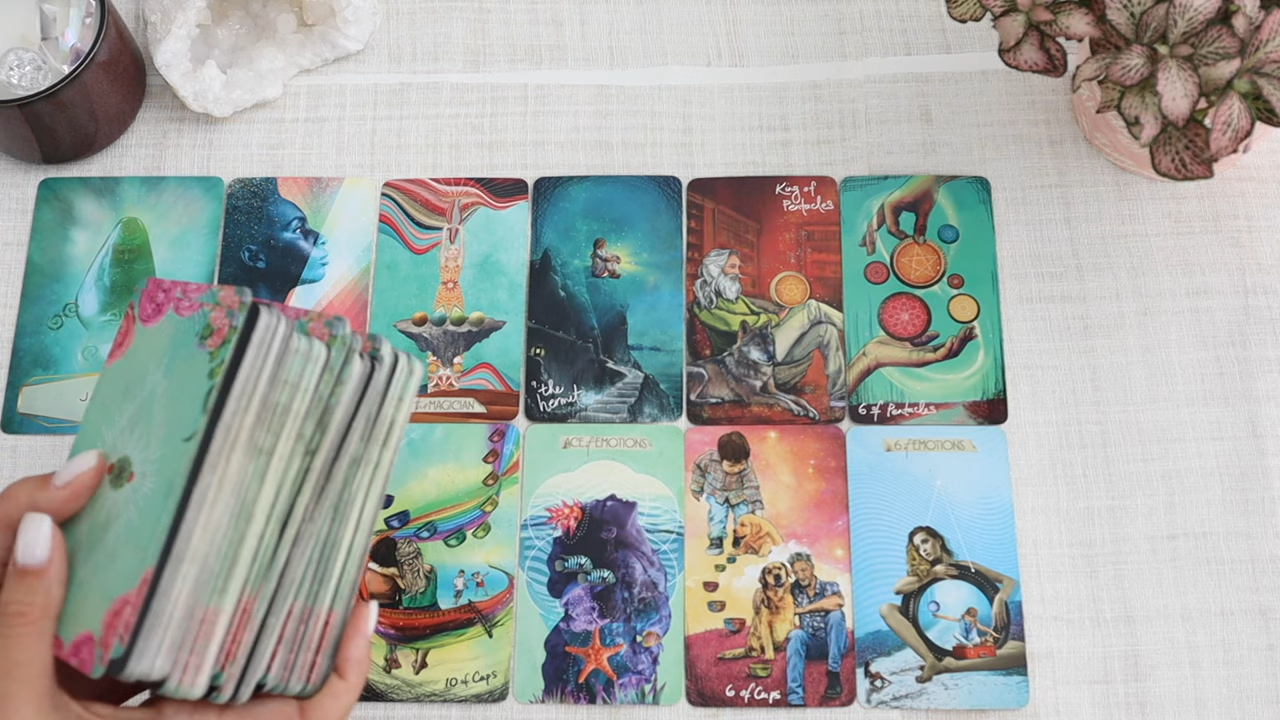 King of
Pentacles
9. the
hermit
the MAGICIAN
6 of Pentacles
ACE of EMOTIONS
6 of EMOTIONS
10 of Cups
6 of Cups